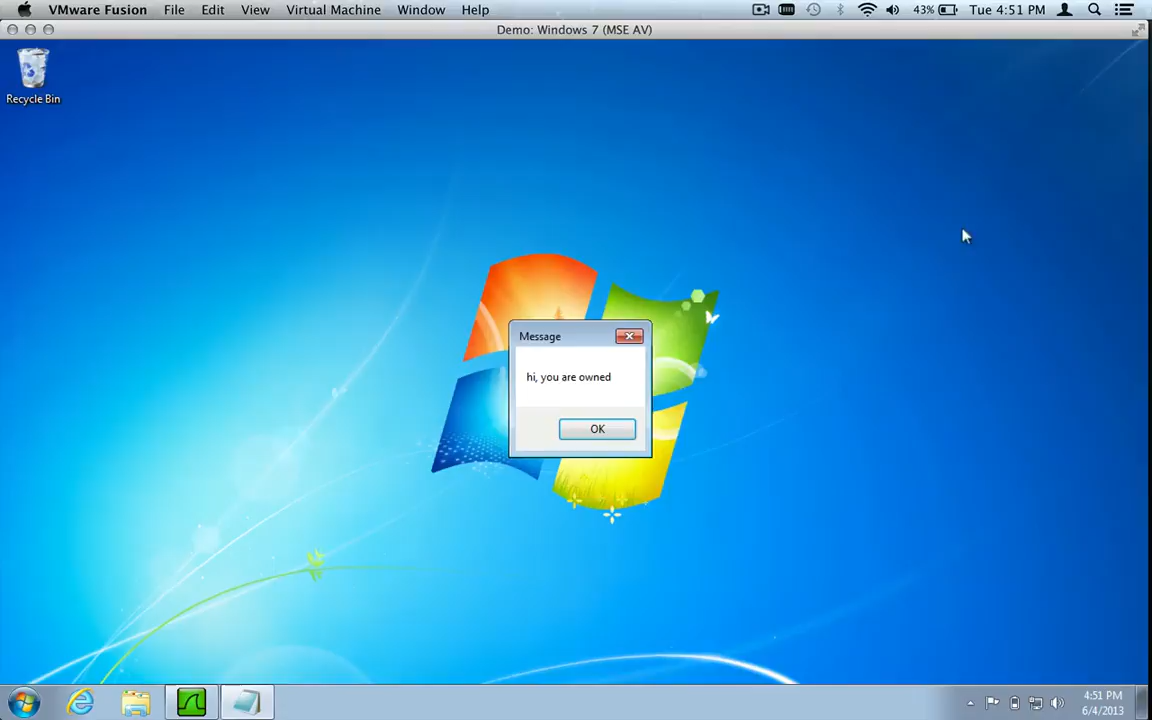 VMware Fusion File Edit View Virtual Machine Window Help 43% Tue 4:51 PM
Demo: Windows 7 (MSE AV)
Recycle Bin
Message
hi, you are owned
OK
4:51 PM
6/4/2013